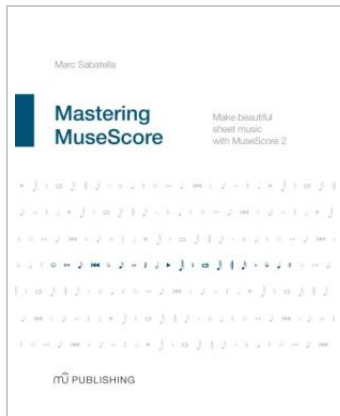 Marc Sabatella
Mastering
MuseScore
Make beautiful
sheet music
with MuseScore 2
mu PUBLISHING